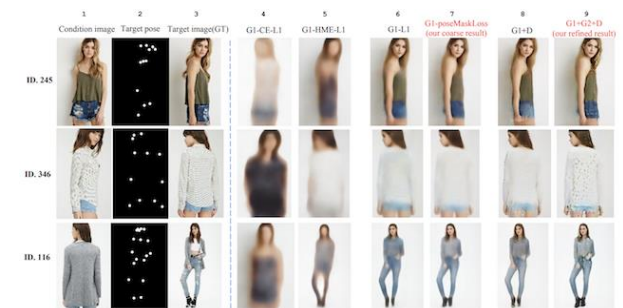 1 2 3 4 5 6 7 8 9
Condition image Target pose Target image(GT) G1-CE-L1 G1-HME-L1 G1-L1 G1-poseMaskLoss G1+D G1+G2+D
(our coarse result) (our refined result)
ID. 245
ID. 346
ID. 116